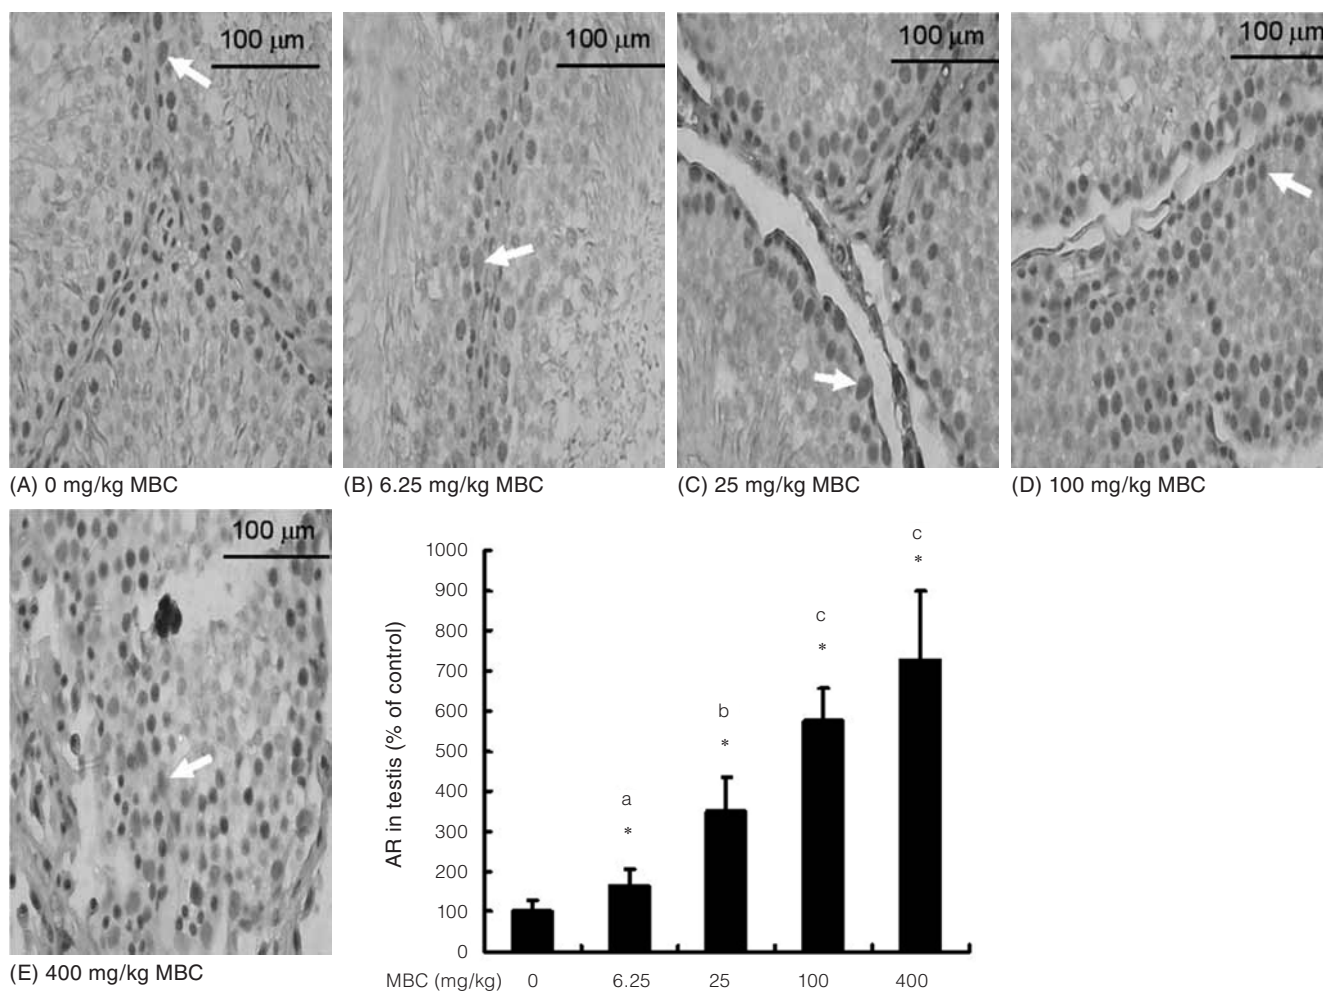 100 μm
100 μm
100 μm
100 μm
(A) 0 mg/kg MBC
(B) 6.25 mg/kg MBC
(C) 25 mg/kg MBC
(D) 100 mg/kg MBC
100 μm
(E) 400 mg/kg MBC
AR in testis (% of control)
1000
900
800
700
600
500
400
300
200
100
0
a
*
b
*
c
*
c
*
MBC (mg/kg) 0 6.25 25 100 400